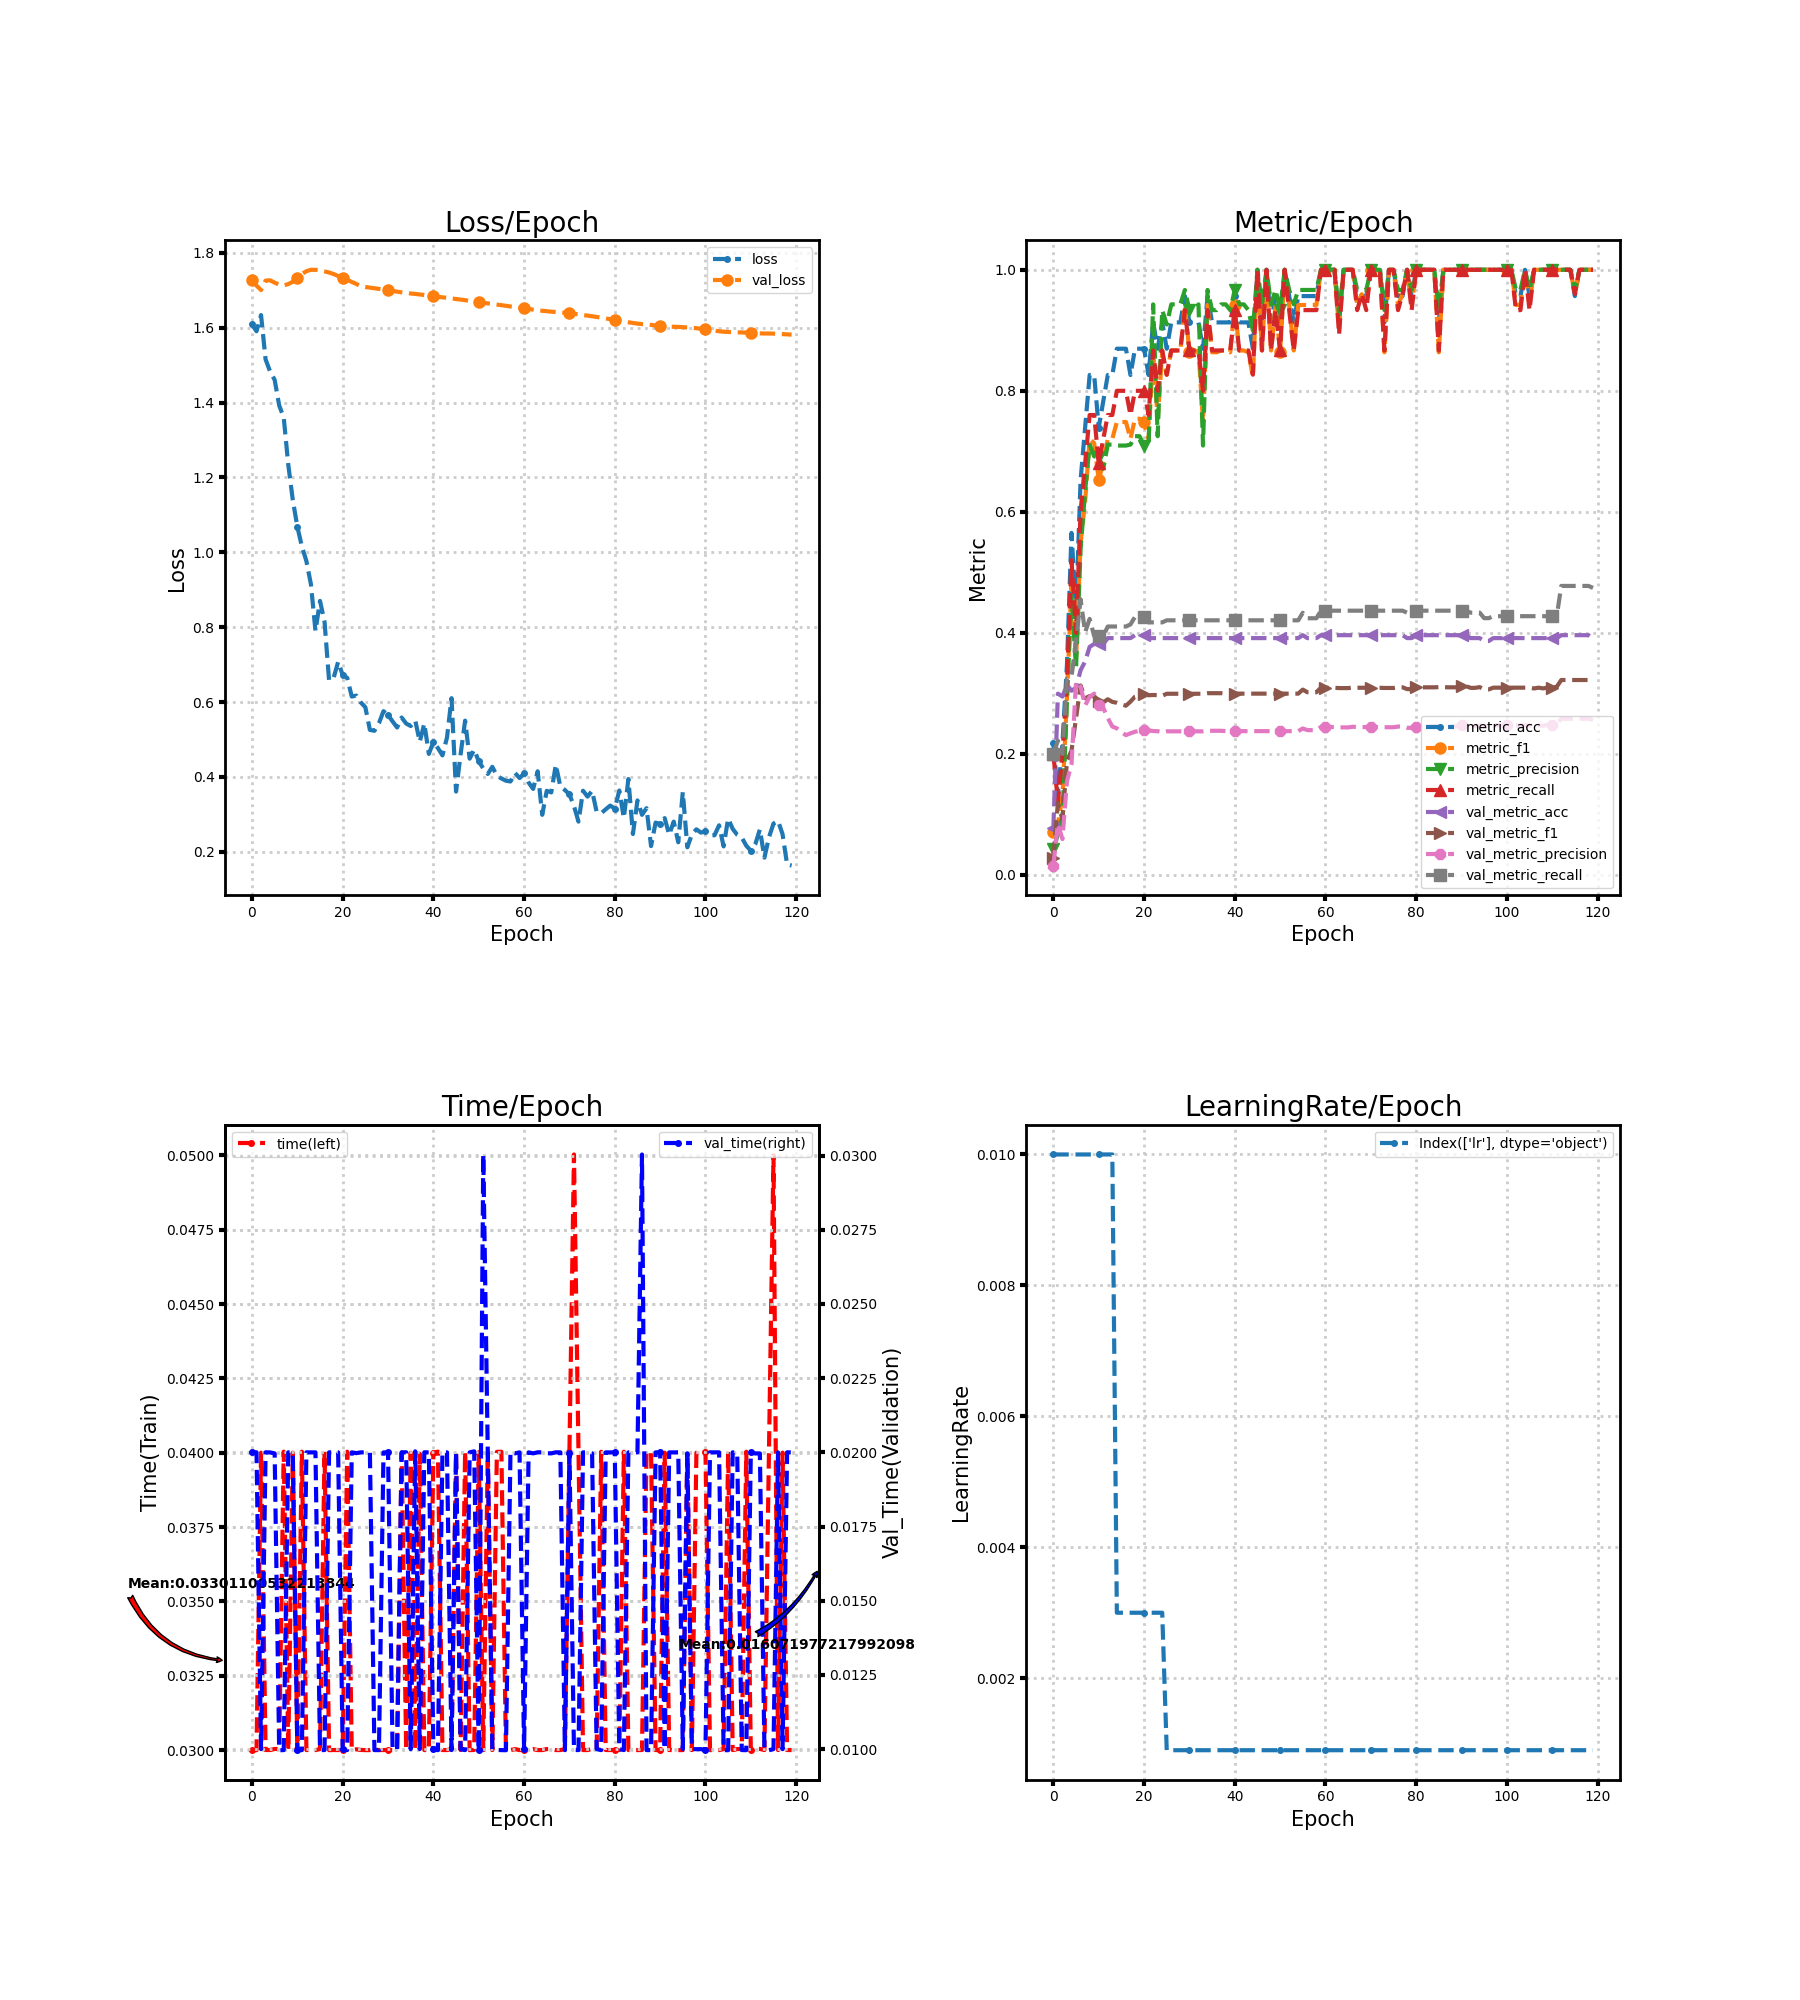 Loss/Epoch
1.8
1.6
1.4
1.2
1.0
0.8
0.6
0.4
0.2
Loss
loss
val_loss
0 20 40 60 80 100 120
Epoch
Metric/Epoch
1.0
0.8
0.6
0.4
0.2
0.0
Metric
metric_acc
metric_f1
metric_precision
metric_recall
val_metric_acc
val_metric_f1
val_metric_precision
val_metric_recall
0 20 40 60 80 100 120
Epoch
Time/Epoch
time(left)
val_time(right)
0.0500
0.0475
0.0450
0.0425
0.0400
0.0375
0.0350
0.0325
0.0300
Time(Train)
0.0300
0.0275
0.0250
0.0225
0.0200
0.0175
0.0150
0.0125
0.0100
Val_Time(Validation)
Mean:0.016071977217992098
0 20 40 60 80 100 120
Epoch
LearningRate/Epoch
Index(['lr'], dtype='object')
0.010
0.008
0.006
0.004
0.002
LearningRate
0 20 40 60 80 100 120
Epoch